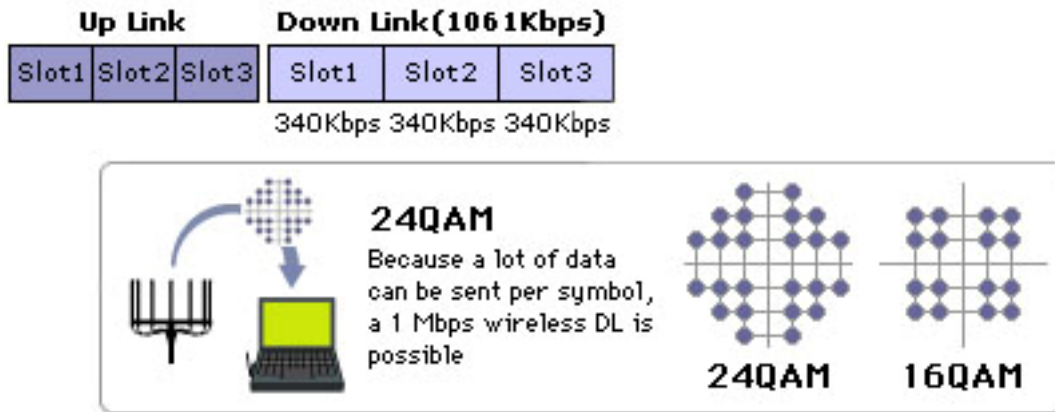 Up Link Down Link(1061Kbps)
Slot1 Slot2 Slot3 Slot1 Slot2 Slot3
340Kbps 340Kbps 340Kbps
24QAM
Because a lot of data
can be sent per symbol,
a 1 Mbps wireless DL is
possible
24QAM 16QAM